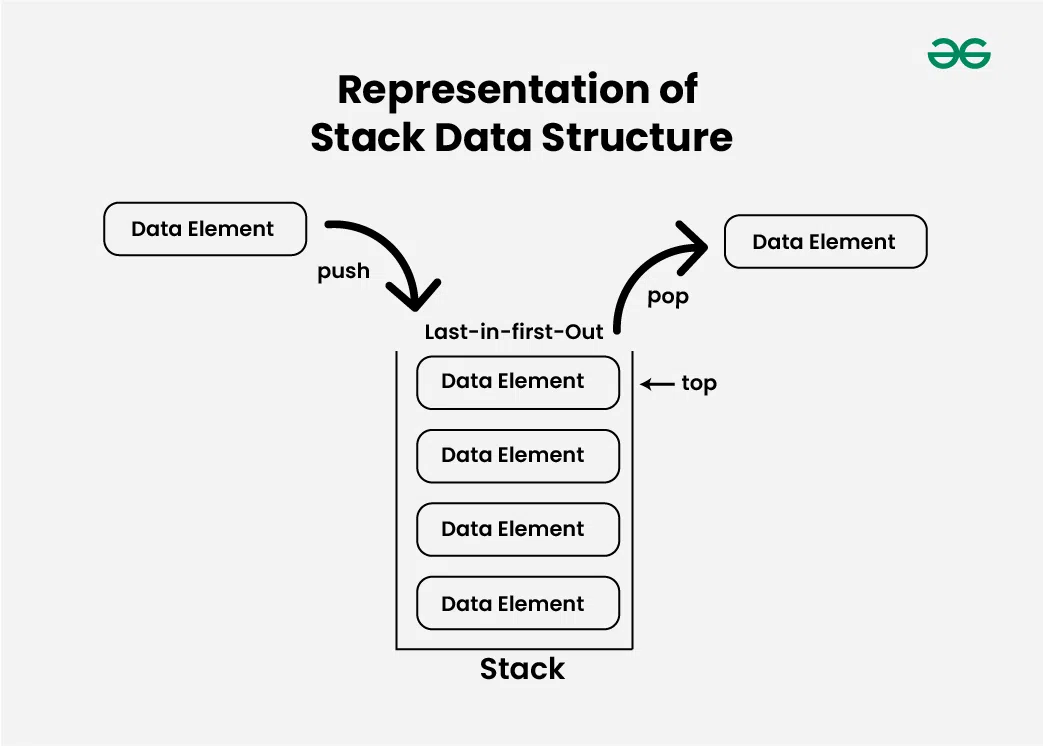 Representation of
Stack Data Structure
Data Element
push
Data Element
pop
Last-in-first-Out
Data Element
top
Data Element
Data Element
Data Element
Stack